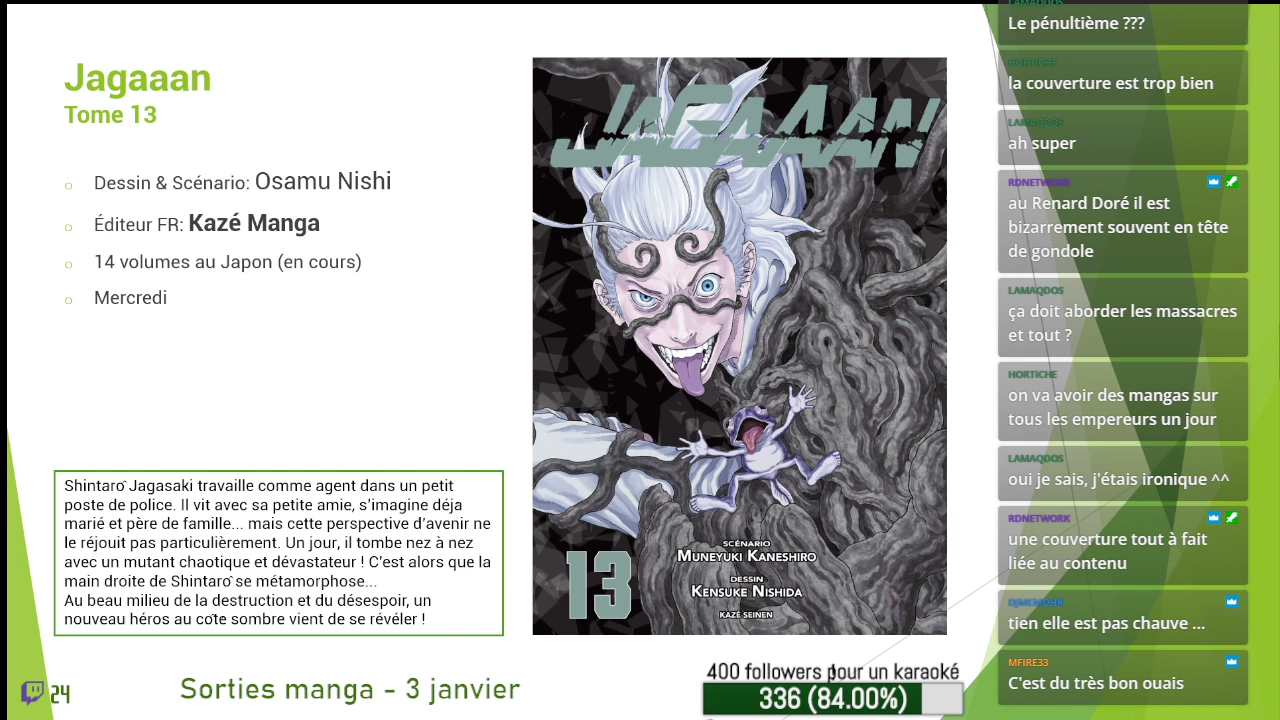 Jagaaan
Tome 13
Dessin & Scénario: Osamu Nishi
Éditeur FR: Kazé Manga
14 volumes au Japon (en cours)
Mercredi
Shintarō Jagasaki travaille comme agent dans un petit
poste de police. Il vit avec sa petite amie, s’imagine déja
marié et père de famille... mais cette perspective d’avenir ne
le réjouit pas particulièrement. Un jour, il tombe nez à nez
avec un mutant chaotique et dévastateur ! C’est alors que la
main droite de Shintarō se métamorphose...
Au beau milieu de la destruction et du désespoir, un
nouveau héros au côte sombre vient de se révéler !
JAGAAAN
13
SCÉNARIO
MUNEYUKI KANESHIRO
DESSIN
KENSUKE NISHIDA
KAZÉ SEINEN
24
Sorties manga - 3 janvier
400 followers pour un karaoké
336 (84.00%)
LAMAQDOS
Le pénultième ???
HORTICHE
la couverture est trop bien
LAMAQDOS
ah super
RDNETWORK
au Renard Doré il est
bizarrement souvent en tête
de gondole
LAMAQDOS
ça doit aborder les massacres
et tout ?
HORTICHE
on va avoir des mangas sur
tous les empereurs un jour
LAMAQDOS
oui je sais, j'étais ironique ^^
RDNETWORK
une couverture tout à fait
liée au contenu
tien elle est pas chauve ...
MFIRE33
C'est du très bon ouais